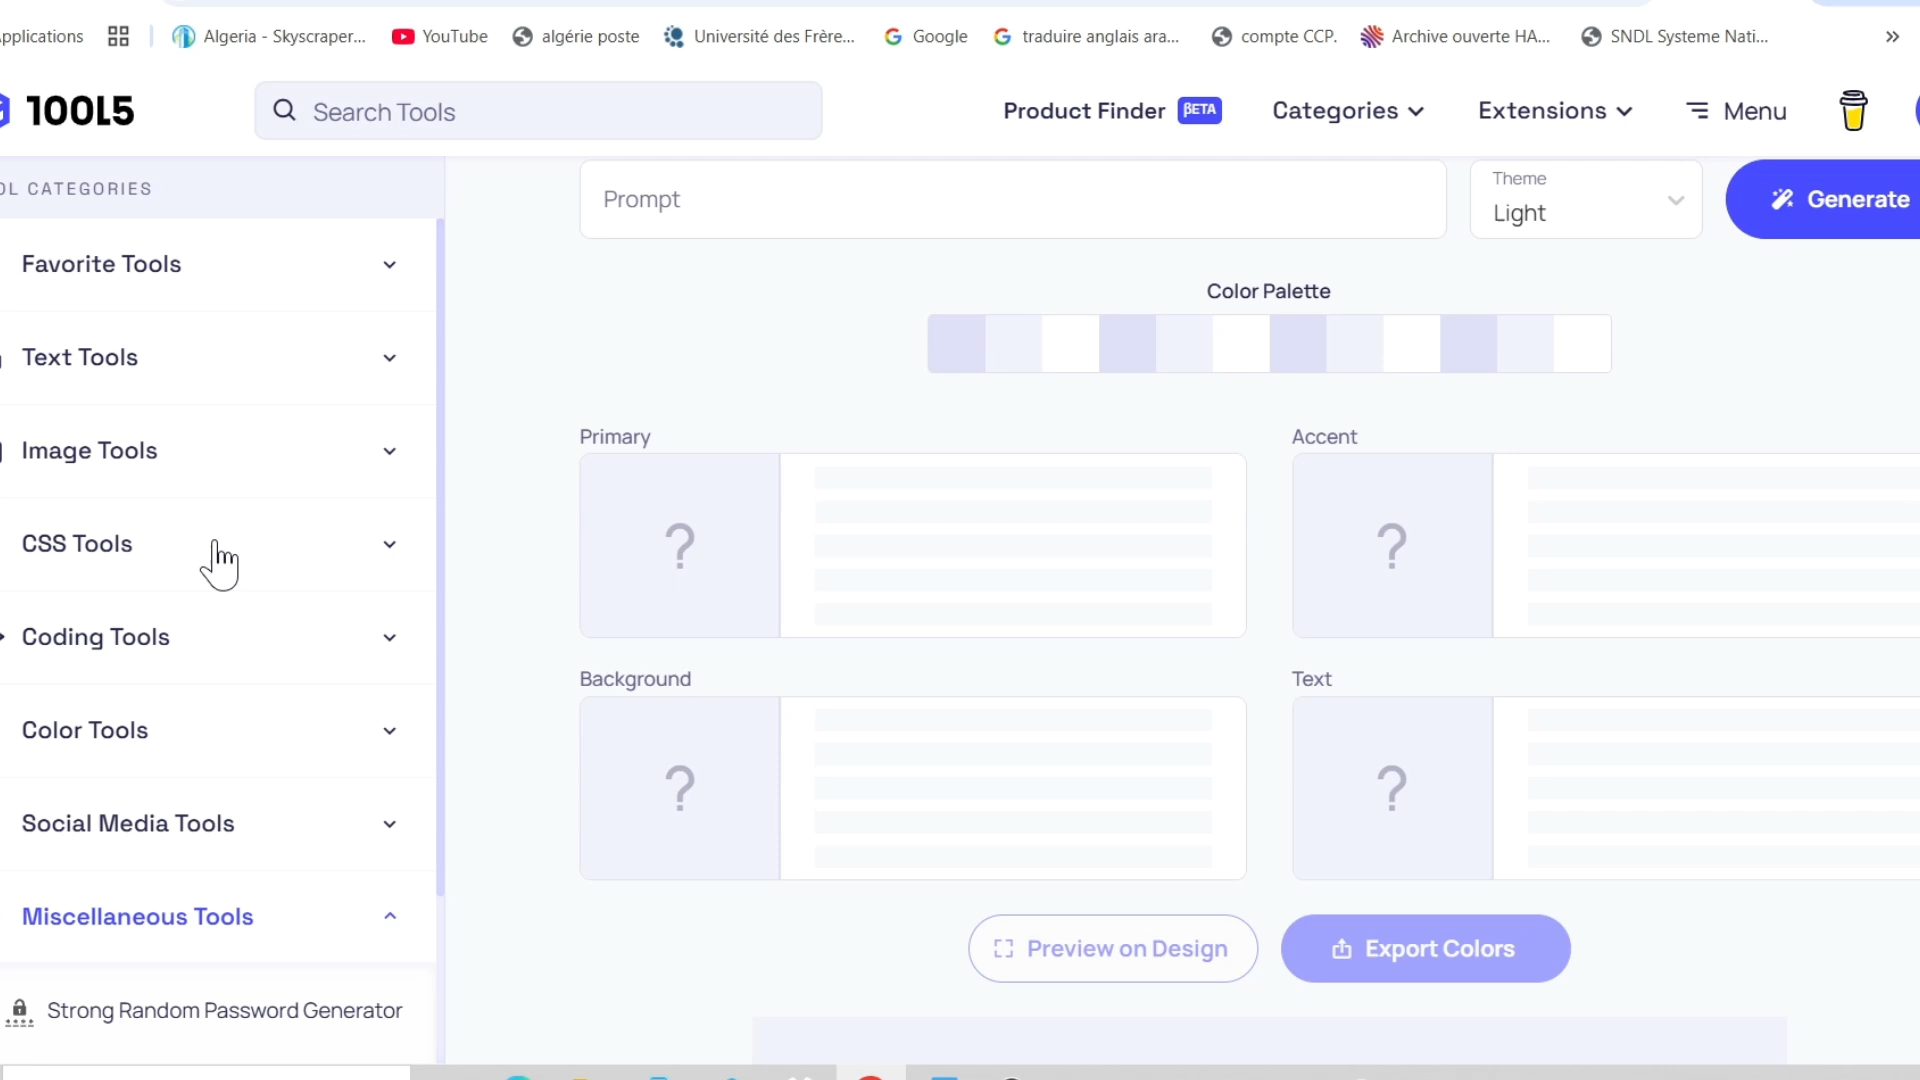 pplications Algeria - Skyscraper... YouTube algérie poste Université des Frère... Google traduire anglais ara... compte CCP. Archive ouverte HA... SNDL Systeme Nati... »
10015 Search Tools Product Finder BETA Categories Extensions Menu
OL CATEGORIES
Favorite Tools
Text Tools
Image Tools
CSS Tools
Coding Tools
Color Tools
Social Media Tools
Miscellaneous Tools
Strong Random Password Generator
Prompt
Theme
Light
Generate
Color Palette
Primary
?
Accent
?
Background
?
Text
?
Preview on Design
Export Colors